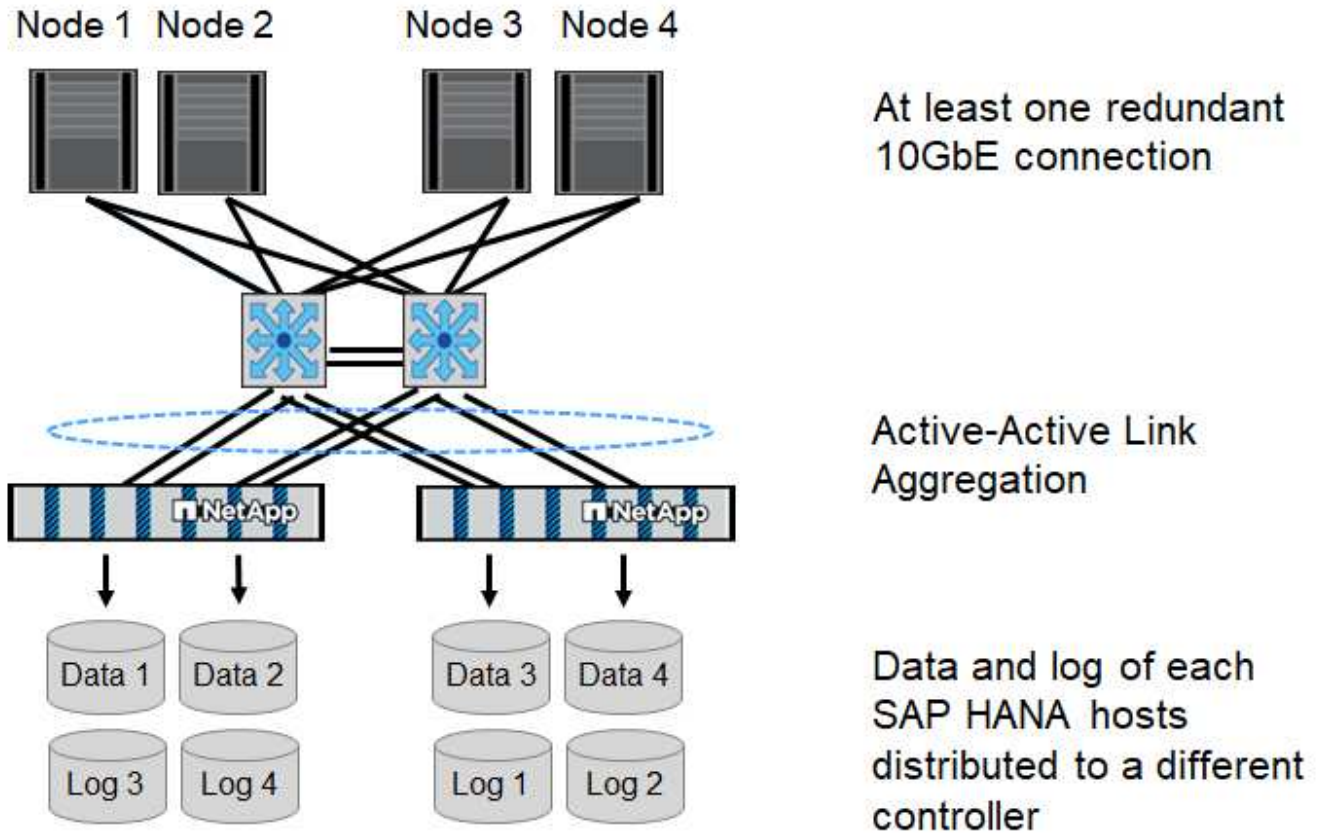 Node 1 Node 2 Node 3 Node 4
At least one redundant
10GbE connection
Active-Active Link
Aggregation
NetApp NetApp
Data 1 Data 2 Data 3 Data 4
Log 3 Log 4 Log 1 Log 2
Data and log of each
SAP HANA hosts
distributed to a different
controller